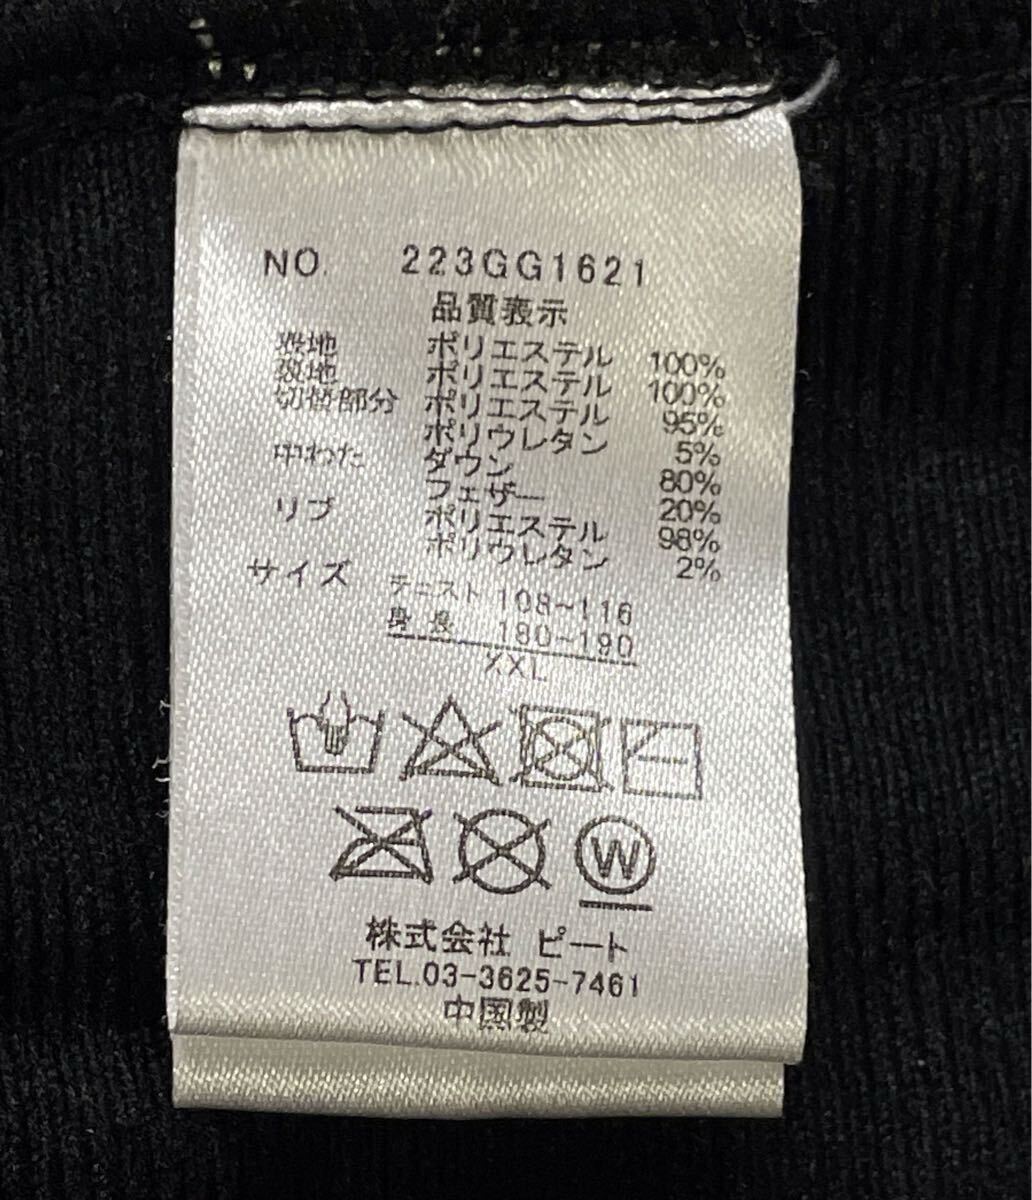 NO. 223GG1621
品質表示
表地 ポリエステル 100%
裏地 ポリエステル 100%
切替部分 ポリエステル 95%
ポリウレタン 5%
中わた ダウン 80%
フェザー 20%
リブ ポリエステル 98%
ポリウレタン 2%
サイズ チェスト 108~116
身長 180~190
XXL
W
株式会社 ピート
TEL.03-3625-7461
中国製